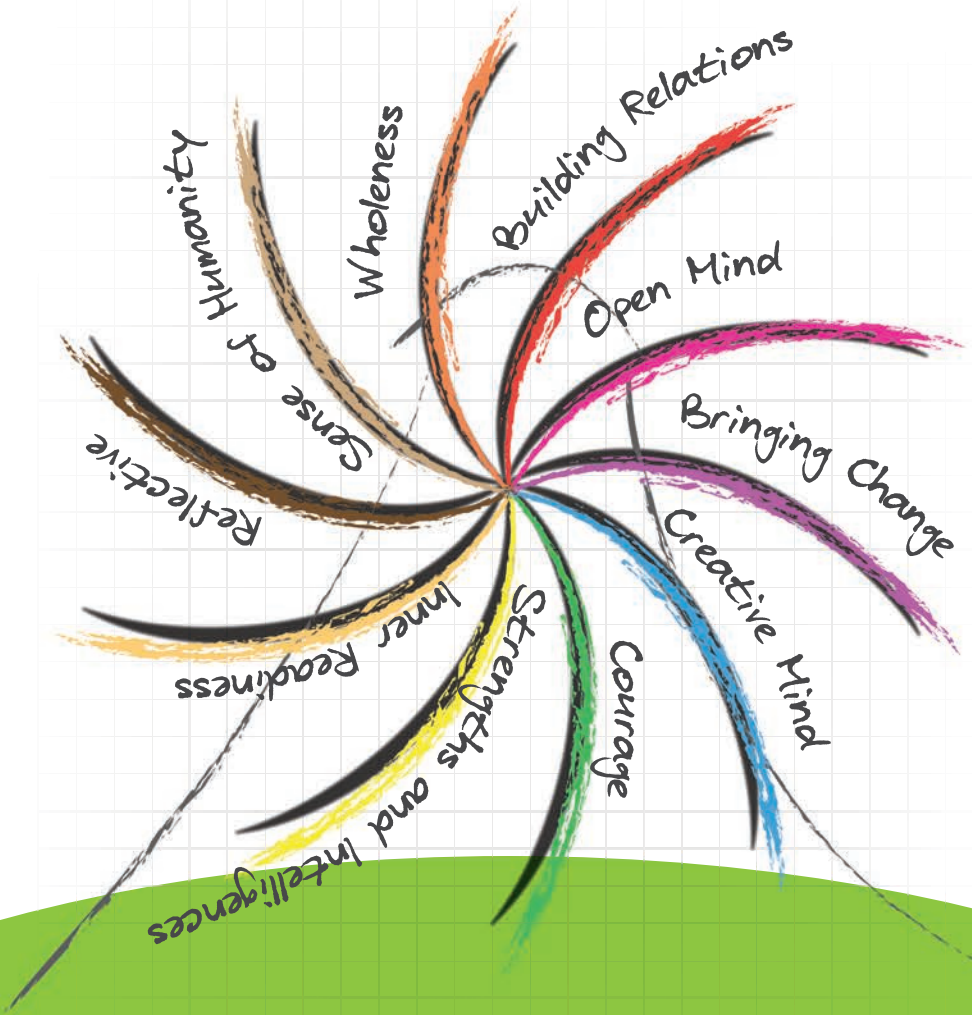 Wholeness
Building Relations
Open Mind
Bringing Change
Creative Mind
Courage
Strengths and Intelligences
Inner Readiness
Reflective
Sense of Humanity